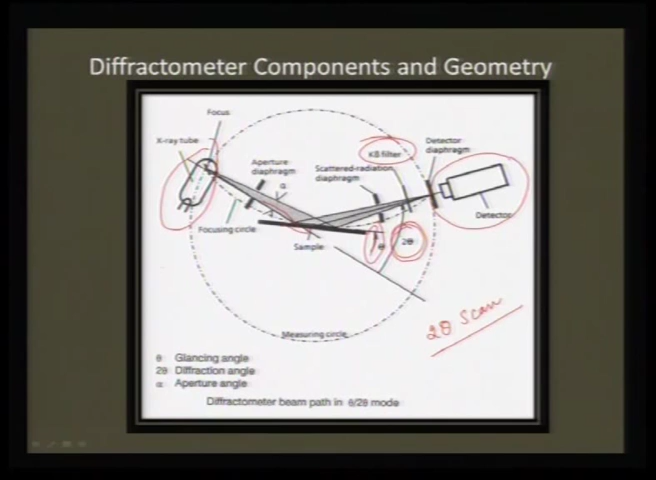 Diffractometer Components and Geometry
Focus
X-ray tube
Aperture
diaphragm
Kβ filter
Detector
diaphragm
Scattered-radiation
diaphragm
α
Focusing circle
Detector
Sample
θ
2θ
2θ Scan
Measuring circle
θ Glancing angle
2θ Diffraction angle
α Aperture angle
Diffractometer beam path in θ/2θ mode